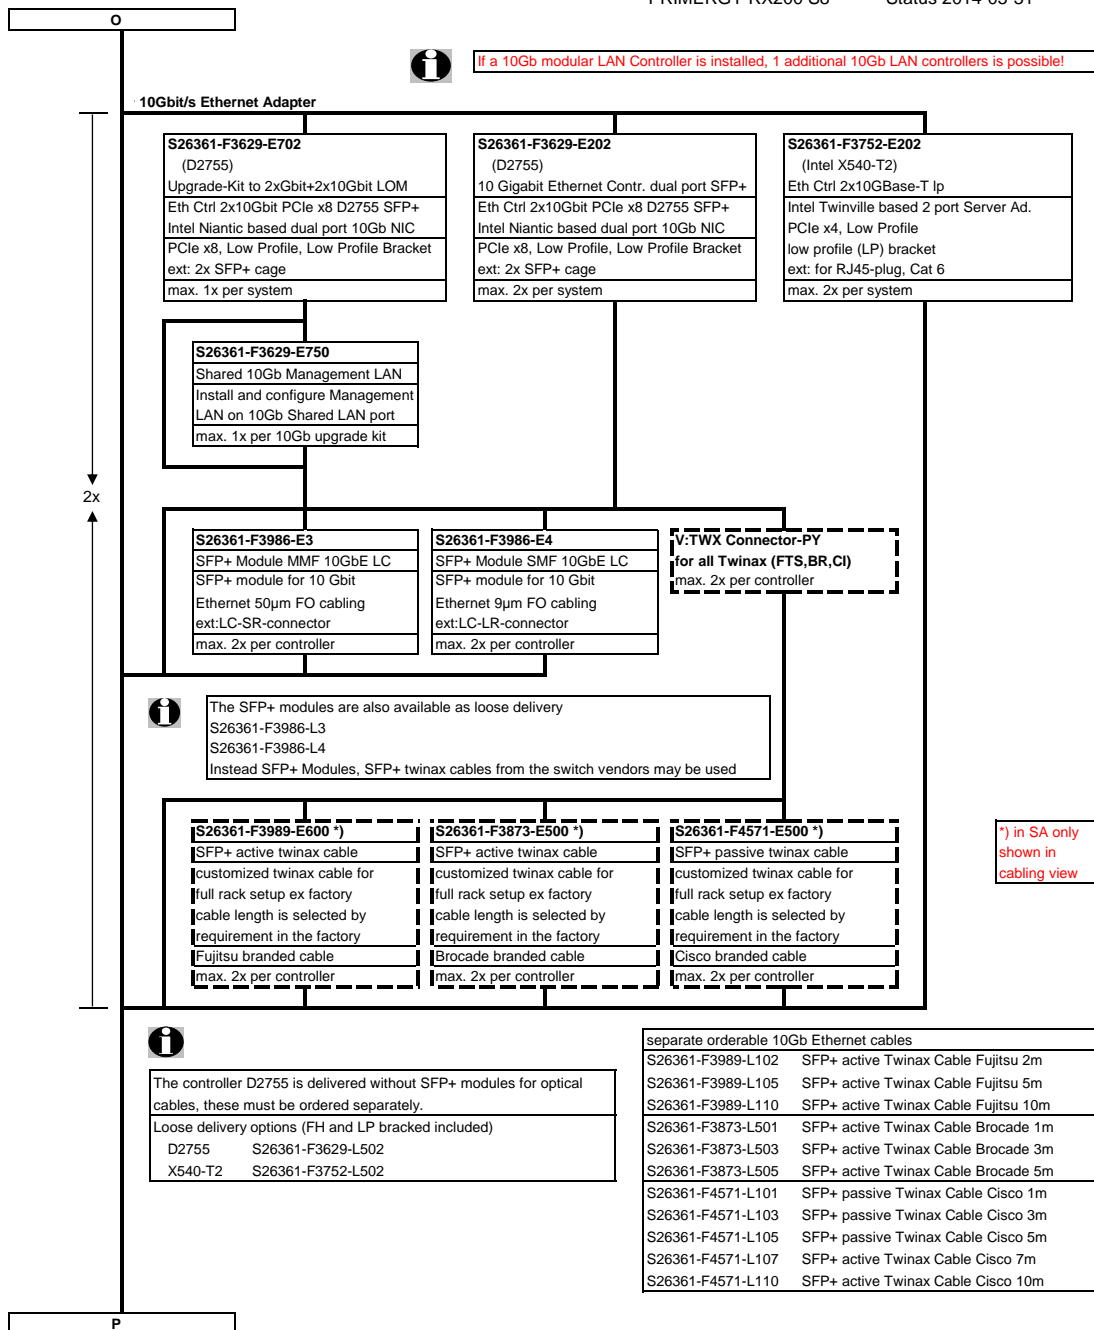 PRIMERGY RX200 S8 Status 2014-03-31
O
If a 10Gb modular LAN Controller is installed, 1 additional 10Gb LAN controllers is possible!
10Gbit/s Ethernet Adapter
S26361-F3629-E702
(D2755)
Upgrade-Kit to 2xGbit+2x10Gbit LOM
Eth Ctrl 2x10Gbit PCIe x8 D2755 SFP+
Intel Niantic based dual port 10Gb NIC
PCIe x8, Low Profile, Low Profile Bracket
ext: 2x SFP+ cage
max. 1x per system
S26361-F3629-E202
(D2755)
10 Gigabit Ethernet Contr. dual port SFP+
Eth Ctrl 2x10Gbit PCIe x8 D2755 SFP+
Intel Niantic based dual port 10Gb NIC
PCIe x8, Low Profile, Low Profile Bracket
ext: 2x SFP+ cage
max. 2x per system
S26361-F3752-E202
(Intel X540-T2)
Eth Ctrl 2x10GBase-T lp
Intel Twinville based 2 port Server Ad.
PCIe x4, Low Profile
low profile (LP) bracket
ext: for RJ45-plug, Cat 6
max. 2x per system
S26361-F3629-E750
Shared 10Gb Management LAN
Install and configure Management
LAN on 10Gb Shared LAN port
max. 1x per 10Gb upgrade kit
2x
S26361-F3986-E3
SFP+ Module MMF 10GbE LC
SFP+ module for 10 Gbit
Ethernet 50µm FO cabling
ext:LC-SR-connector
max. 2x per controller
S26361-F3986-E4
SFP+ Module SMF 10GbE LC
SFP+ module for 10 Gbit
Ethernet 9µm FO cabling
ext:LC-LR-connector
max. 2x per controller
V:TWX Connector-PY
for all Twinax (FTS,BR,CI)
max. 2x per controller
The SFP+ modules are also available as loose delivery
S26361-F3986-L3
S26361-F3986-L4
Instead SFP+ Modules, SFP+ twinax cables from the switch vendors may be used
S26361-F3989-E600 *)
SFP+ active twinax cable
customized twinax cable for
full rack setup ex factory
cable length is selected by
requirement in the factory
Fujitsu branded cable
max. 2x per controller
S26361-F3873-E500 *)
SFP+ active twinax cable
customized twinax cable for
full rack setup ex factory
cable length is selected by
requirement in the factory
Brocade branded cable
max. 2x per controller
S26361-F4571-E500 *)
SFP+ passive twinax cable
customized twinax cable for
full rack setup ex factory
cable length is selected by
requirement in the factory
Cisco branded cable
max. 2x per controller
*) in SA only
shown in
cabling view
The controller D2755 is delivered without SFP+ modules for optical
cables, these must be ordered separately.
Loose delivery options (FH and LP bracked included)
D2755 S26361-F3629-L502
X540-T2 S26361-F3752-L502
separate orderable 10Gb Ethernet cables
S26361-F3989-L102 SFP+ active Twinax Cable Fujitsu 2m
S26361-F3989-L105 SFP+ active Twinax Cable Fujitsu 5m
S26361-F3989-L110 SFP+ active Twinax Cable Fujitsu 10m
S26361-F3873-L501 SFP+ active Twinax Cable Brocade 1m
S26361-F3873-L503 SFP+ active Twinax Cable Brocade 3m
S26361-F3873-L505 SFP+ active Twinax Cable Brocade 5m
S26361-F4571-L101 SFP+ passive Twinax Cable Cisco 1m
S26361-F4571-L103 SFP+ passive Twinax Cable Cisco 3m
S26361-F4571-L105 SFP+ passive Twinax Cable Cisco 5m
S26361-F4571-L107 SFP+ active Twinax Cable Cisco 7m
S26361-F4571-L110 SFP+ active Twinax Cable Cisco 10m
P